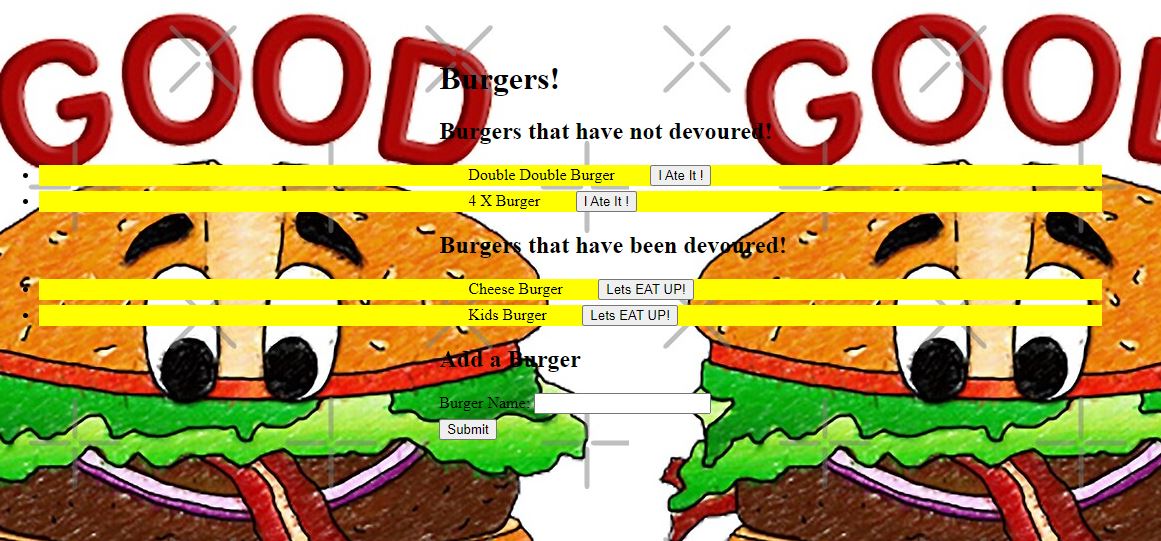 GOOD GOOD
Burgers!
Burgers that have not devoured!
Double Double Burger I Ate It !
4 X Burger I Ate It !
Burgers that have been devoured!
Cheese Burger Lets EAT UP!
Kids Burger Lets EAT UP!
Add a Burger
Burger Name:
Submit